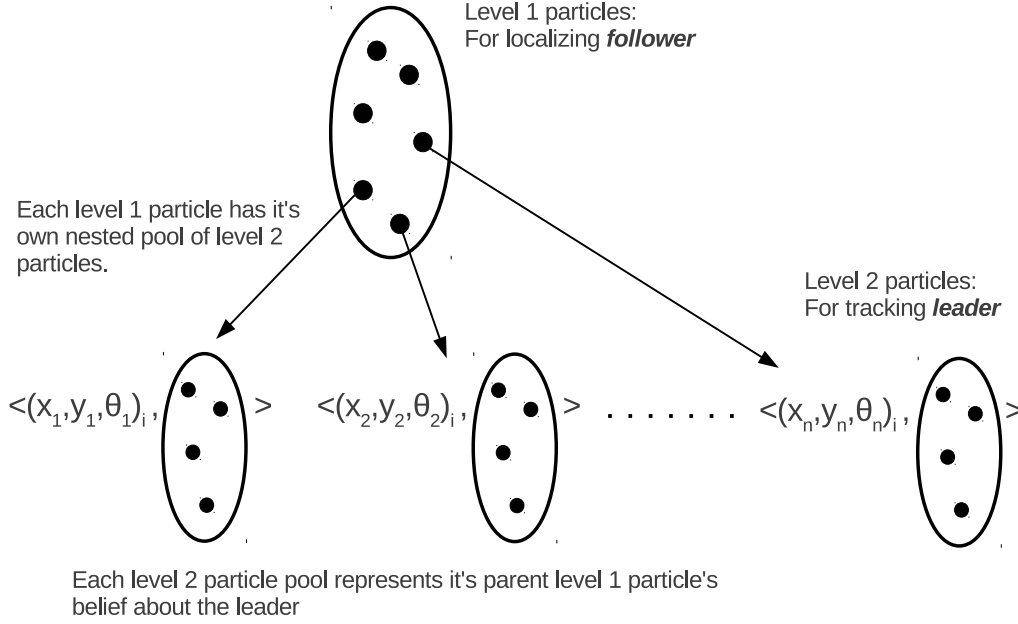 Level 1 particles:
For localizing follower
Each level 1 particle has it's
own nested pool of level 2
particles.
Level 2 particles:
For tracking leader
<(x₁,y₁,θ₁)ᵢ, > <(x₂,y₂,θ₂)ᵢ, > . . . . . . . <(xₙ,yₙ,θₙ)ᵢ, >
Each level 2 particle pool represents it's parent level 1 particle's
belief about the leader